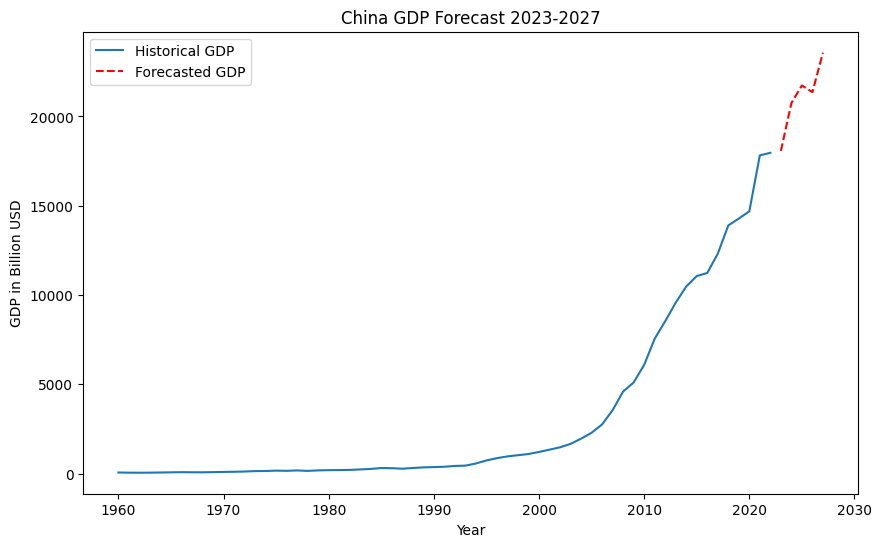 China GDP Forecast 2023-2027
Historical GDP
Forecasted GDP
GDP in Billion USD
20000
15000
10000
5000
0
1960 1970 1980 1990 2000 2010 2020 2030
Year